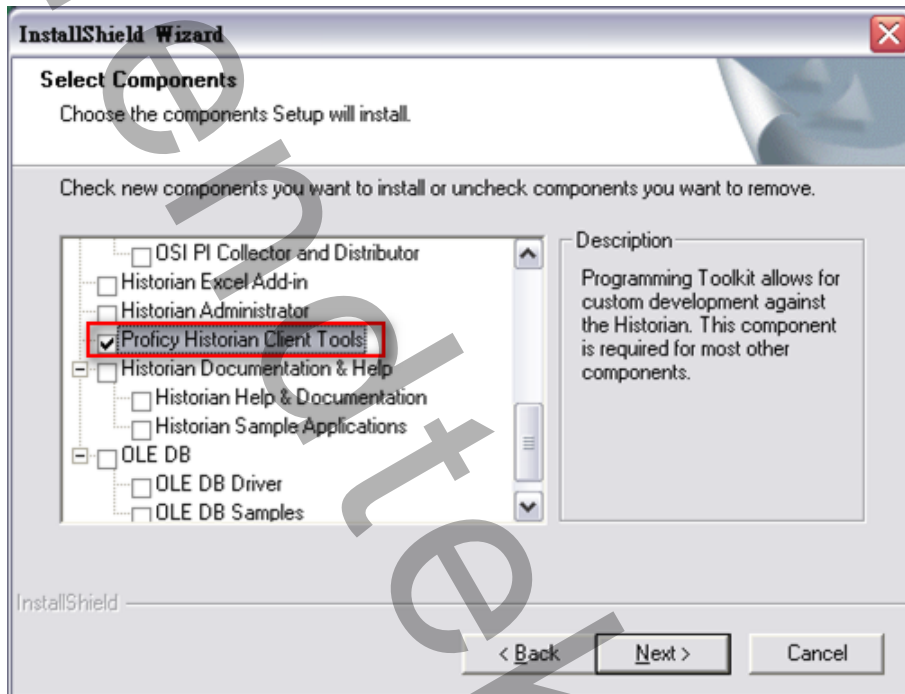 InstallShield Wizard
Select Components
Choose the components Setup will install.
Check new components you want to install or uncheck components you want to remove.
OSI PI Collector and Distributor
Historian Excel Add-in
Historian Administrator
Proficy Historian Client Tools
Historian Documentation & Help
Historian Help & Documentation
Historian Sample Applications
OLE DB
OLE DB Driver
OLE DB Samples
Description
Programming Toolkit allows for
custom development against
the Historian. This component
is required for most other
components.
InstallShield
< Back
Next >
Cancel